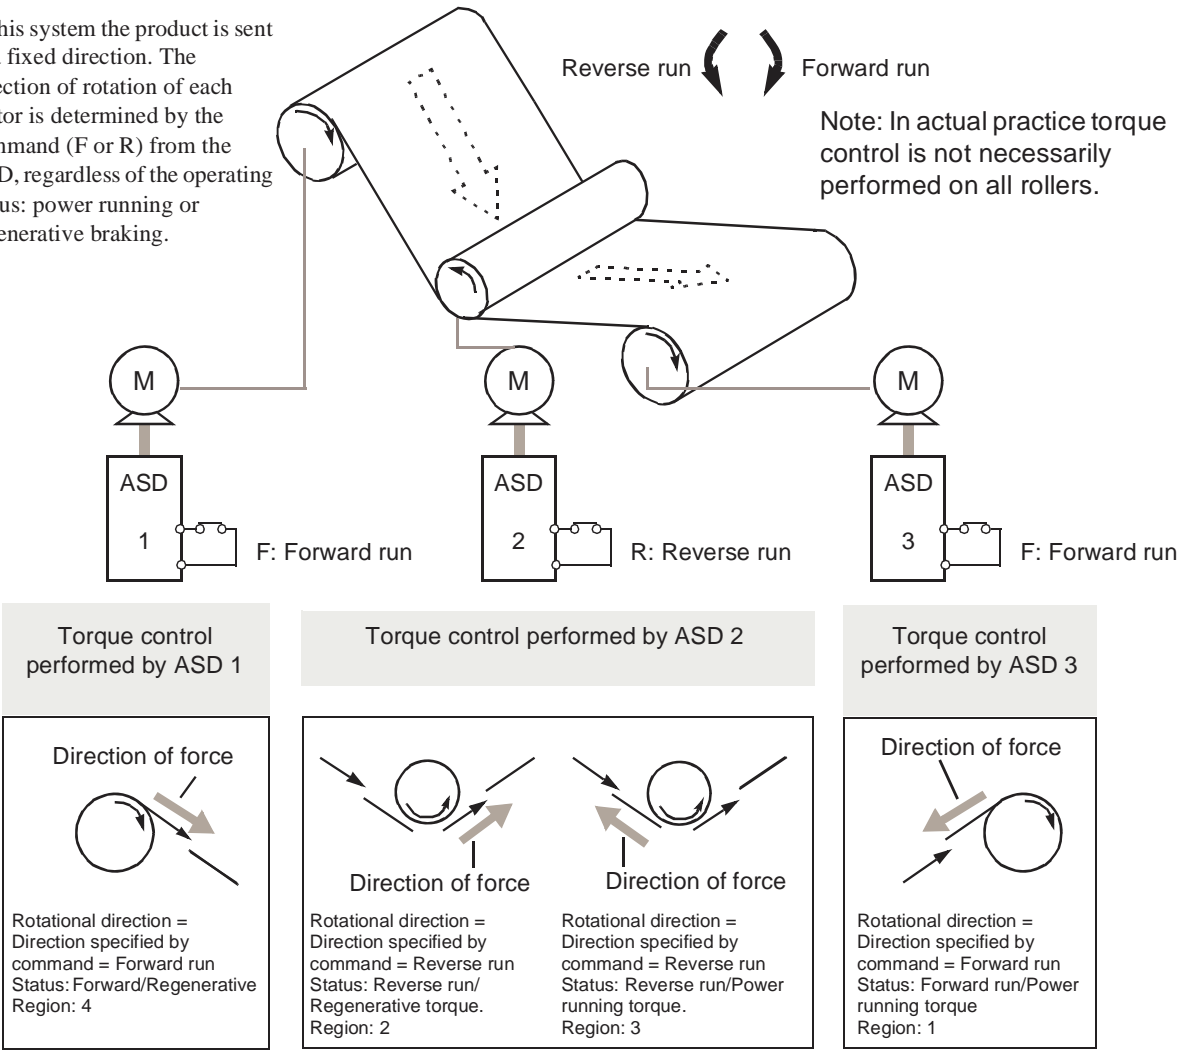 his system the product is sent
fixed direction. The
ection of rotation of each
tor is determined by the
mmand (F or R) from the
D, regardless of the operating
us: power running or
enerative braking.
Reverse run
Forward run
Note: In actual practice torque
control is not necessarily
performed on all rollers.
M
M
M
ASD
1
F: Forward run
ASD
2
R: Reverse run
ASD
3
F: Forward run
Torque control
performed by ASD 1
Torque control performed by ASD 2
Torque control
performed by ASD 3
Direction of force
Rotational direction =
Direction specified by
command = Forward run
Status: Forward/Regenerative
Region: 4
Direction of force
Rotational direction =
Direction specified by
command = Reverse run
Status: Reverse run/
Regenerative torque.
Region: 2
Direction of force
Rotational direction =
Direction specified by
command = Reverse run
Status: Reverse run/Power
running torque.
Region: 3
Direction of force
Rotational direction =
Direction specified by
command = Forward run
Status: Forward run/Power
running torque
Region: 1